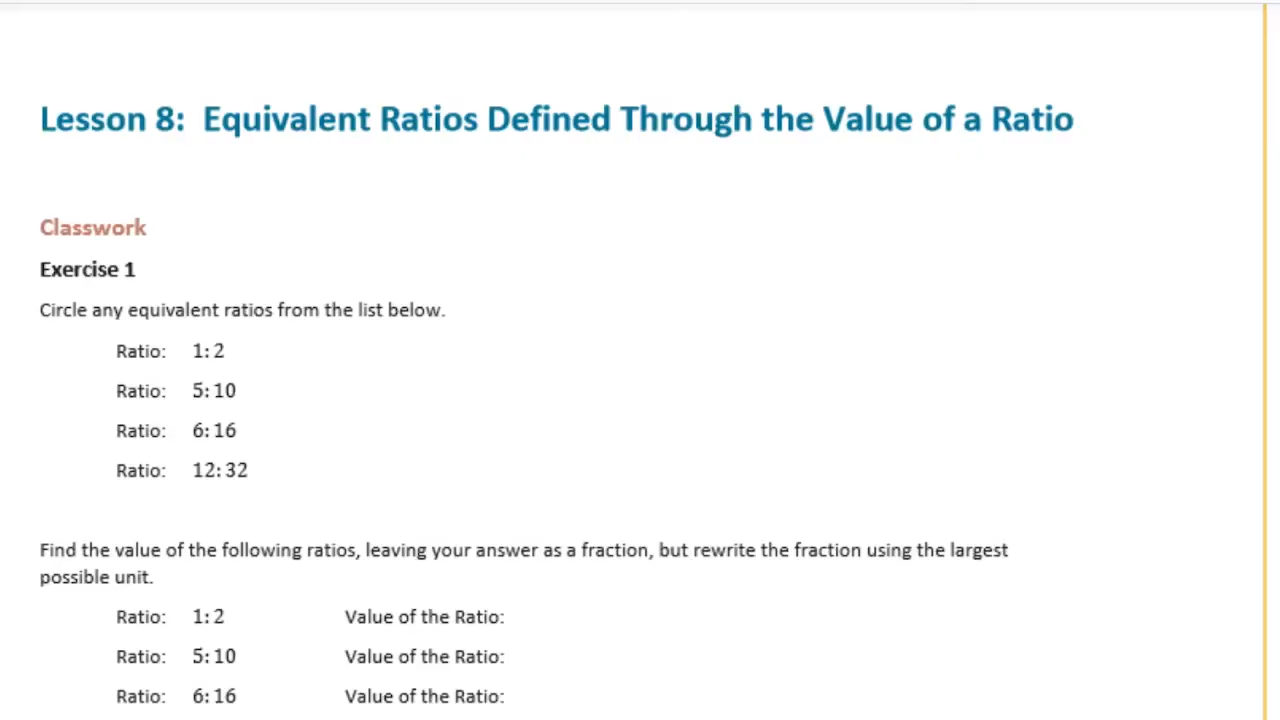 Lesson 8: Equivalent Ratios Defined Through the Value of a Ratio
Classwork
Exercise 1
Circle any equivalent ratios from the list below.
Ratio: 1:2
Ratio: 5:10
Ratio: 6:16
Ratio: 12:32
Find the value of the following ratios, leaving your answer as a fraction, but rewrite the fraction using the largest
possible unit.
Ratio: 1:2 Value of the Ratio:
Ratio: 5:10 Value of the Ratio:
Ratio: 6:16 Value of the Ratio: